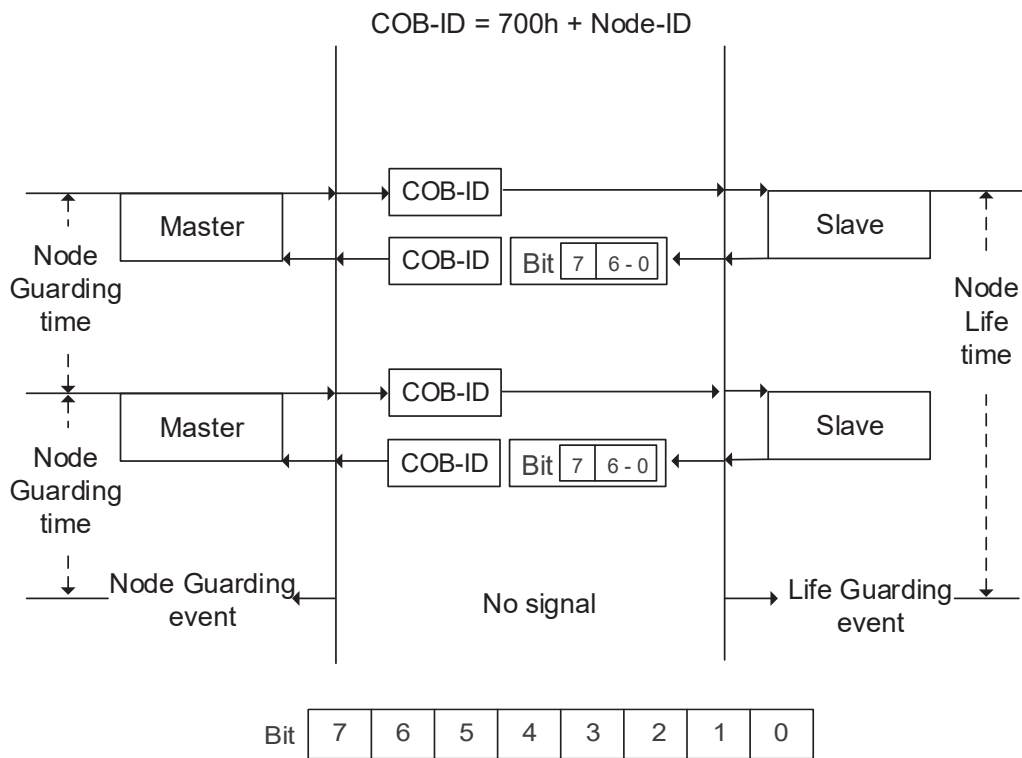 COB-ID = 700h + Node-ID
COB-ID
Master
Slave
COB-ID
Bit 7 6 - 0
Node
Guarding
time
Node
Life
time
COB-ID
Master
Slave
COB-ID
Bit 7 6 - 0
Node
Guarding
time
Node Guarding
event
No signal
Life Guarding
event
Bit 7 6 5 4 3 2 1 0